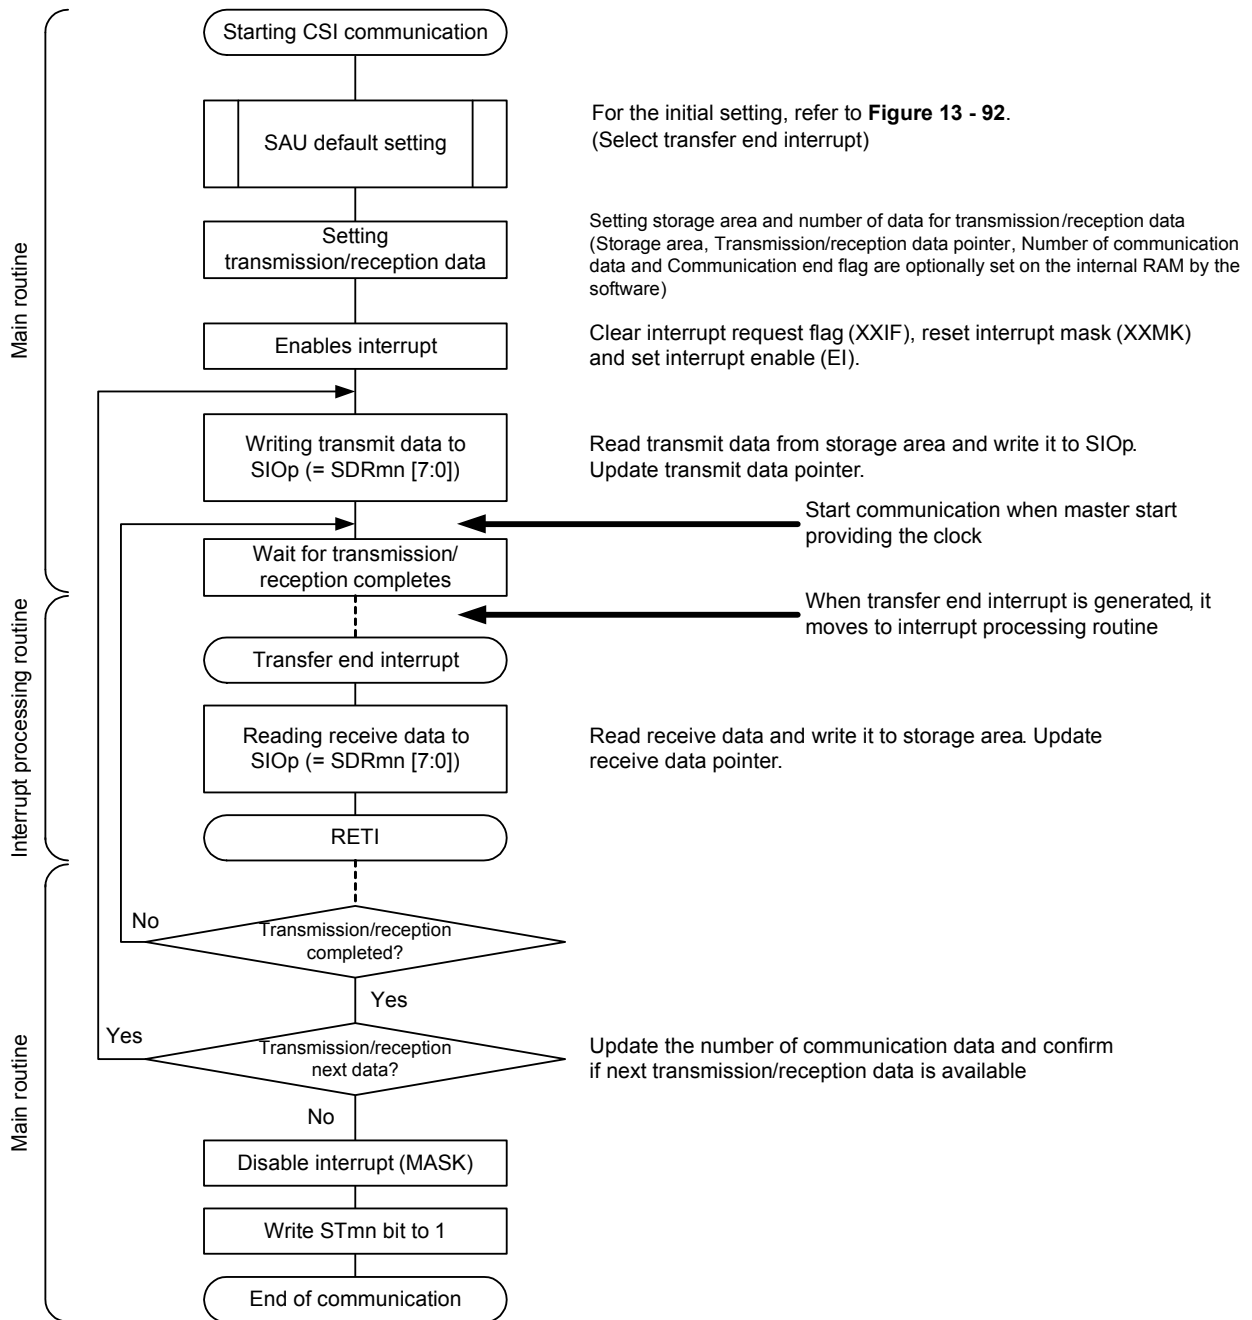 Starting CSI communication
SAU default setting
For the initial setting, refer to Figure 13 - 92.
(Select transfer end interrupt)
Setting
transmission/reception data
Setting storage area and number of data for transmission/reception data
(Storage area, Transmission/reception data pointer, Number of communication
data and Communication end flag are optionally set on the internal RAM by the
software)
Main routine
Enables interrupt
Clear interrupt request flag (XXIF), reset interrupt mask (XXMK)
and set interrupt enable (EI).
Writing transmit data to
SIOp (= SDRmn [7:0])
Read transmit data from storage area and write it to SIOp.
Update transmit data pointer.
Start communication when master start
providing the clock
Wait for transmission/
reception completes
When transfer end interrupt is generated, it
moves to interrupt processing routine
Interrupt processing routine
Transfer end interrupt
Reading receive data to
SIOp (= SDRmn [7:0])
Read receive data and write it to storage area. Update
receive data pointer.
RETI
No
Transmission/reception
completed?
Yes
Main routine
Yes
Transmission/reception
next data?
Update the number of communication data and confirm
if next transmission/reception data is available
No
Disable interrupt (MASK)
Write STmn bit to 1
End of communication